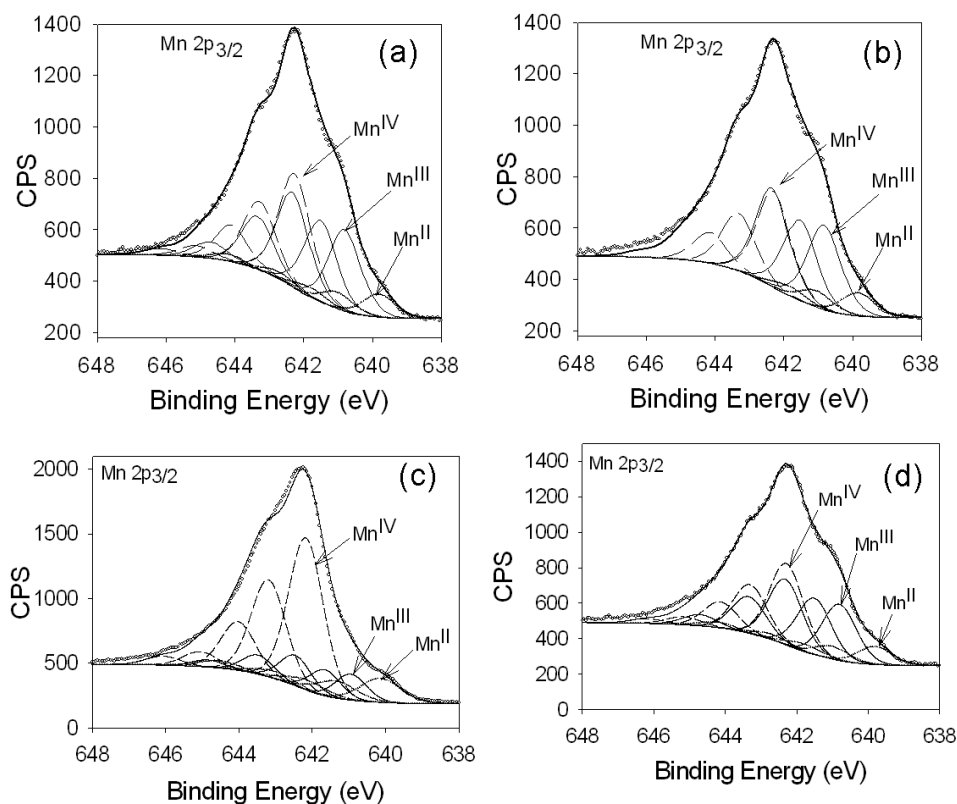 Mn 2p3/2
(a)
1400
1200
1000
800
600
400
200
CPS
MnIV
MnIII
MnII
648 646 644 642 640 638
Binding Energy (eV)
Mn 2p3/2
(b)
1400
1200
1000
800
600
400
200
CPS
MnIV
MnIII
MnII
648 646 644 642 640 638
Binding Energy (eV)
Mn 2p3/2
(c)
2000
1500
1000
500
0
CPS
MnIV
MnIII
MnII
648 646 644 642 640 638
Binding Energy (eV)
Mn 2p3/2
(d)
1400
1200
1000
800
600
400
200
CPS
MnIV
MnIII
MnII
648 646 644 642 640 638
Binding Energy (eV)